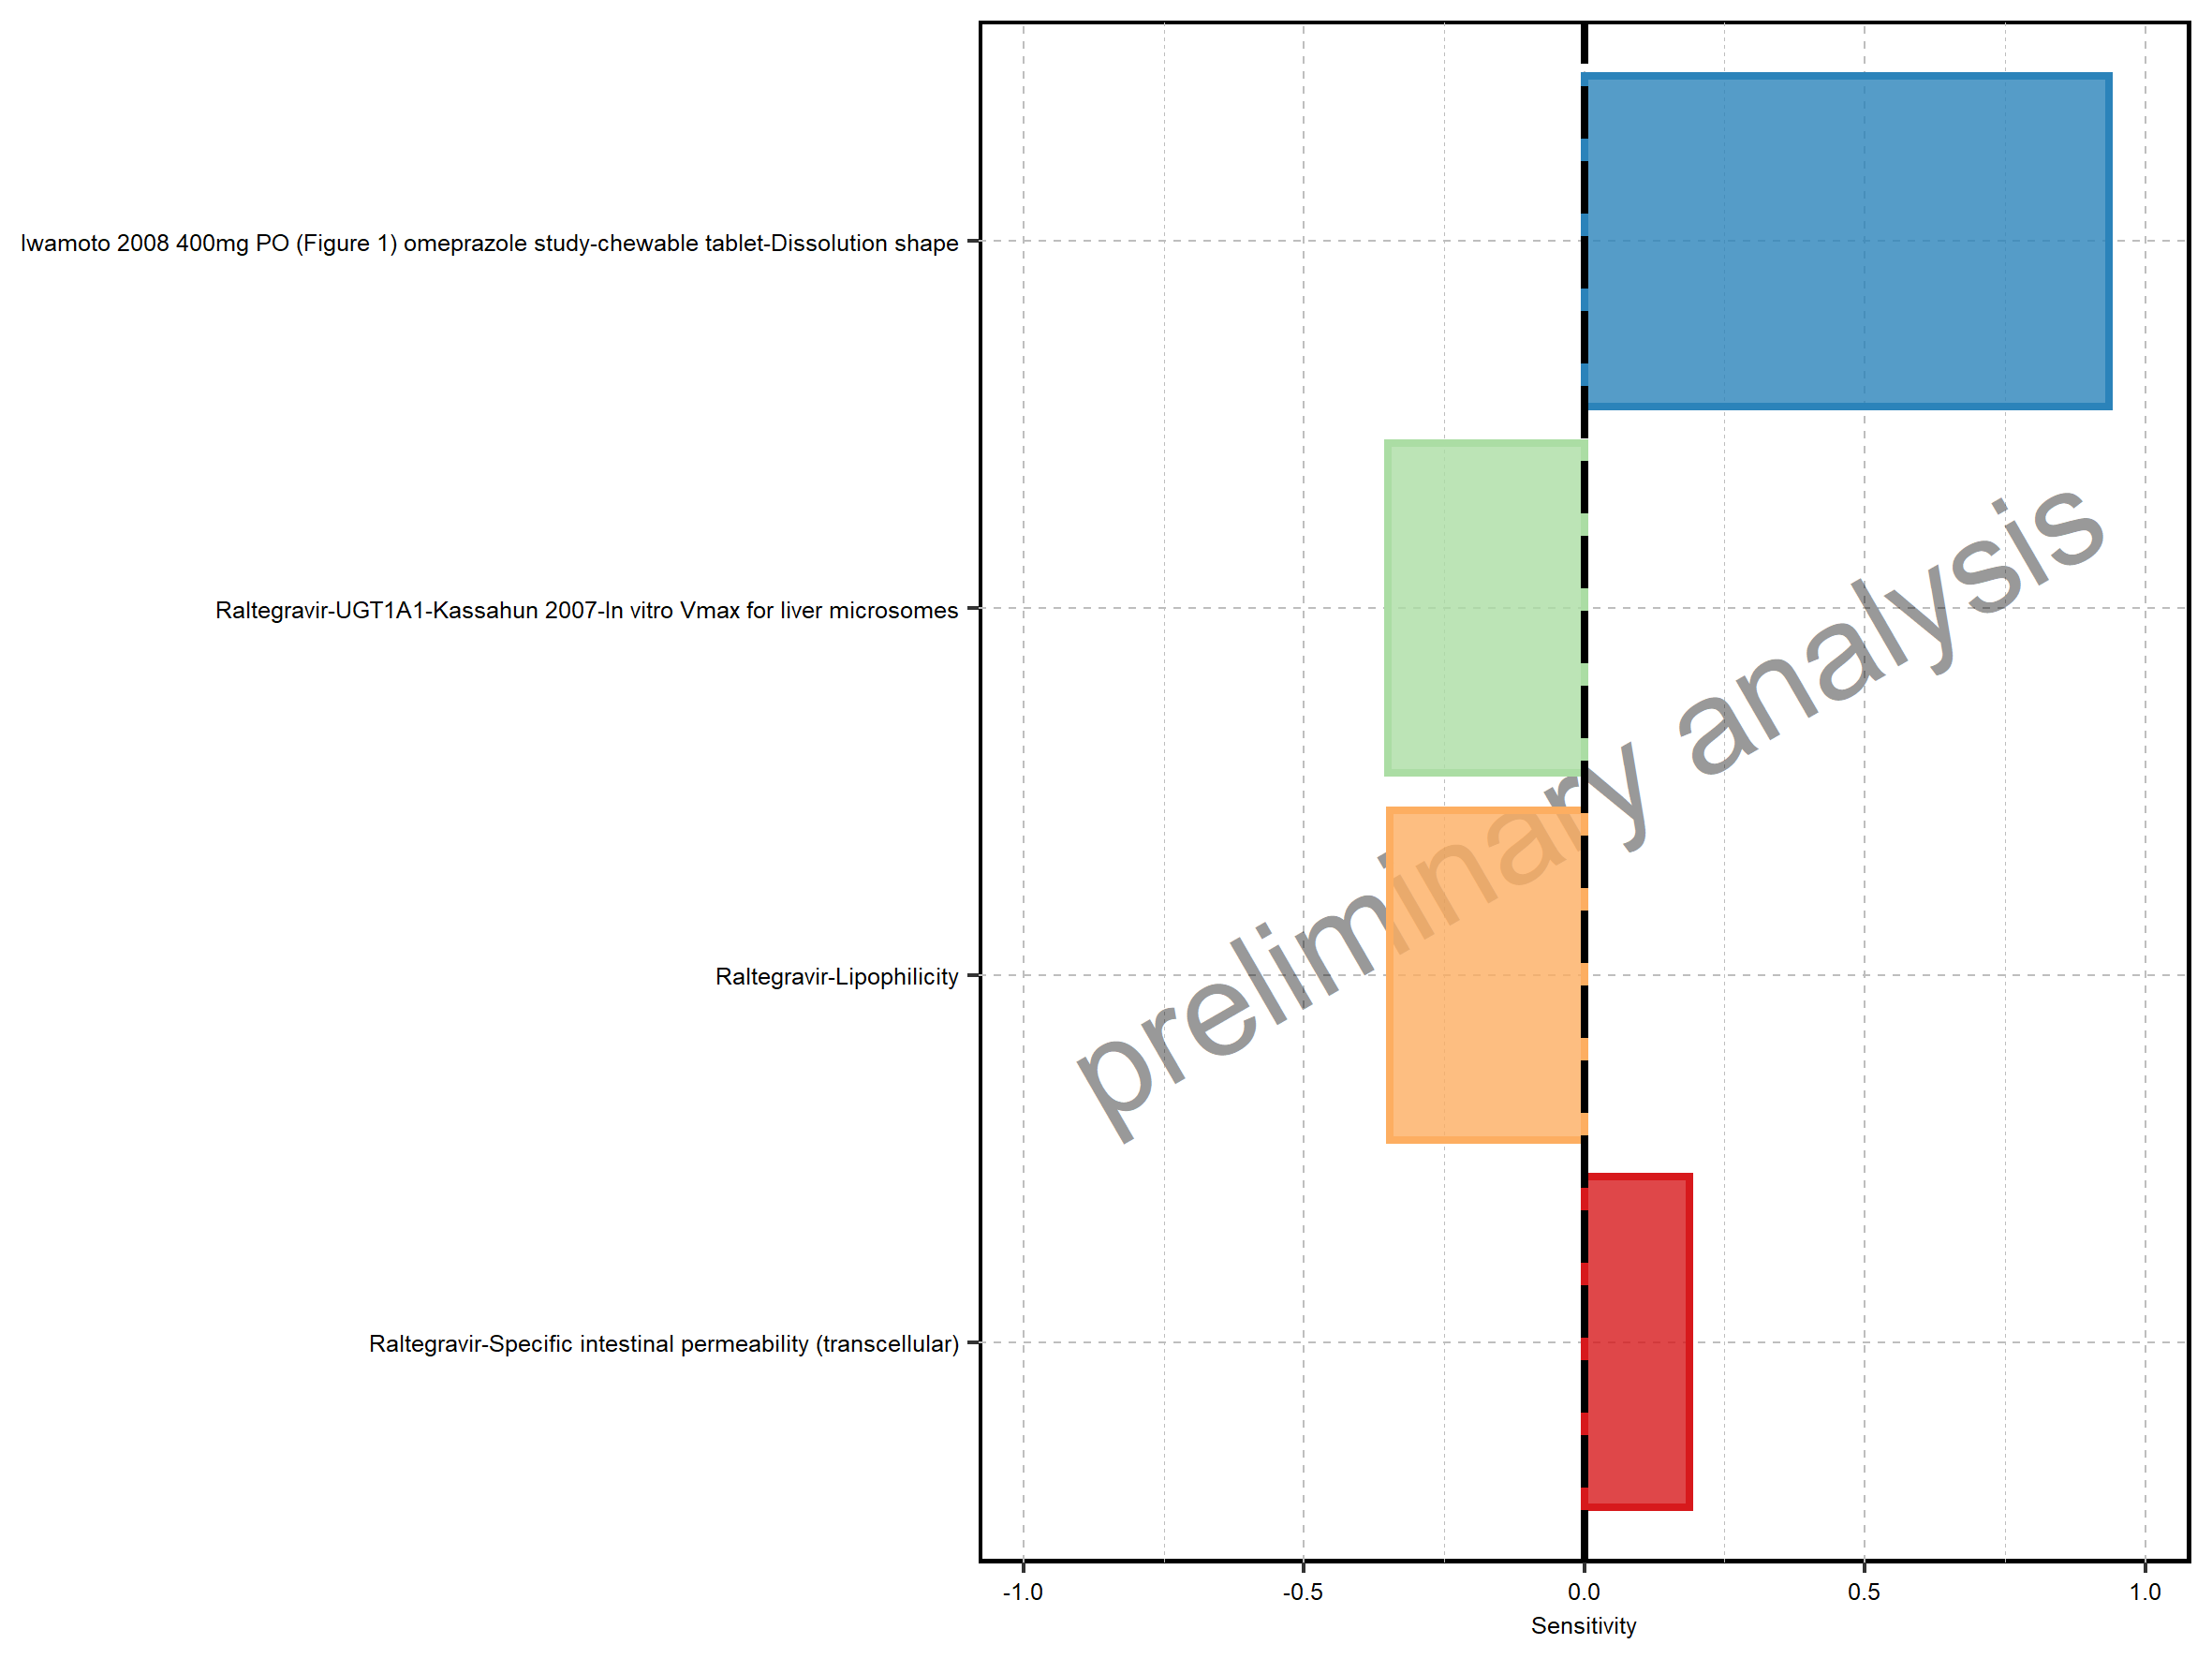 Iwamoto 2008 400mg PO (Figure 1) omeprazole study-chewable tablet-Dissolution shape
Raltegravir-UGT1A1-Kassahun 2007-In vitro Vmax for liver microsomes
Raltegravir-Lipophilicity
Raltegravir-Specific intestinal permeability (transcellular)
preliminary analysis
-1.0 -0.5 0.0 0.5 1.0
Sensitivity